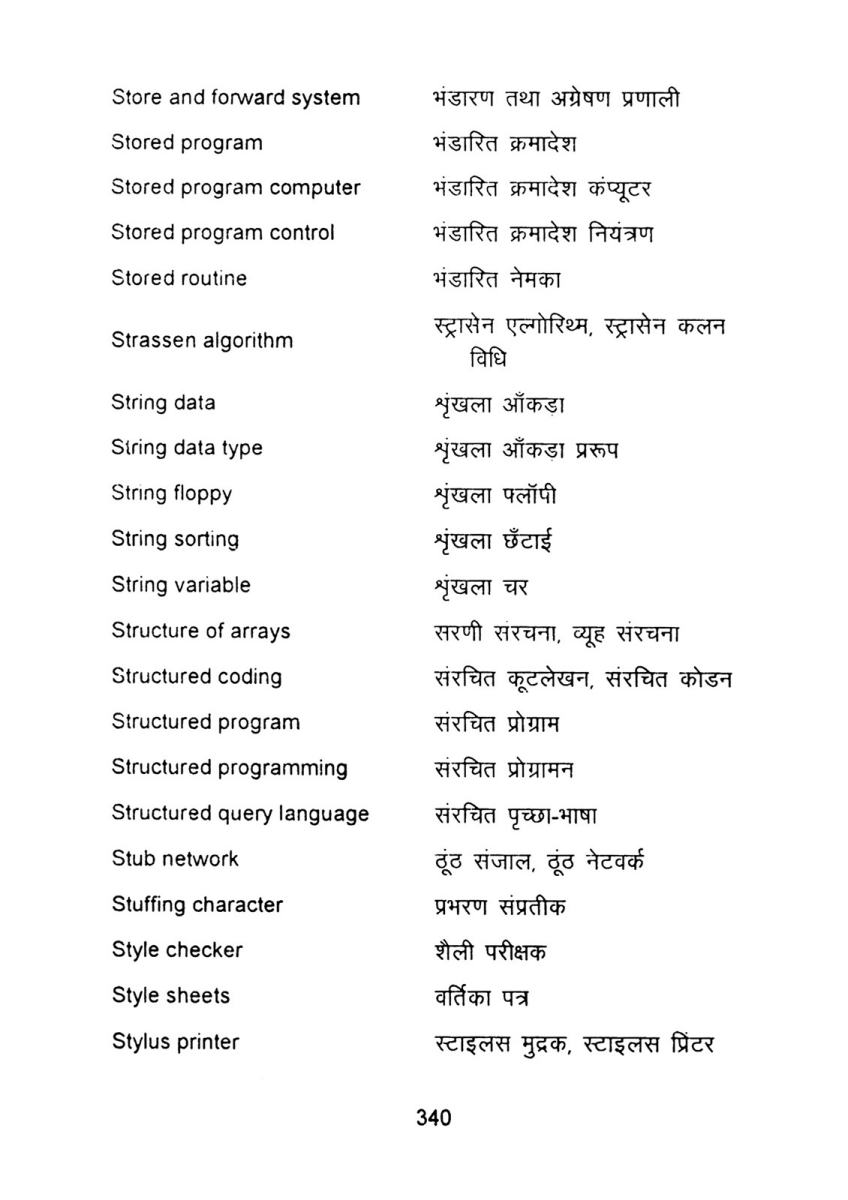 Store and forward system भंडारण तथा अग्रेषण प्रणाली
Stored program भंडारित क्रमादेश
Stored program computer भंडारित क्रमादेश कंप्यूटर
Stored program control भंडारित क्रमादेश नियंत्रण
Stored routine भंडारित नेमका
Strassen algorithm स्ट्रासेन एल्गोरिथ्म, स्ट्रासेन कलन
विधि
String data शृंखला आँकड़ा
String data type शृंखला आँकड़ा प्ररूप
String floppy शृंखला फ्लॉपी
String sorting शृंखला छँटाई
String variable शृंखला चर
Structure of arrays सरणी संरचना, व्यूह संरचना
Structured coding संरचित कूटलेखन, संरचित कोडन
Structured program संरचित प्रोग्राम
Structured programming संरचित प्रोग्रामन
Structured query language संरचित पृच्छा-भाषा
Stub network ठूंठ संजाल, ठूंठ नेटवर्क
Stuffing character प्रभरण संप्रतीक
Style checker शैली परीक्षक
Style sheets वर्तिका पत्र
Stylus printer स्टाइलस मुद्रक, स्टाइलस प्रिंटर
340